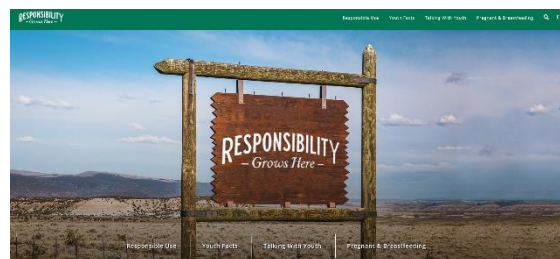 RESPONSIBILITY
Grows Here
Responsible Use Youth Facts Talking With Youth Pregnant & Breastfeeding
RESPONSIBILITY
– Grows Here –
Responsible Use Youth Facts Talking With Youth Pregnant & Breastfeeding